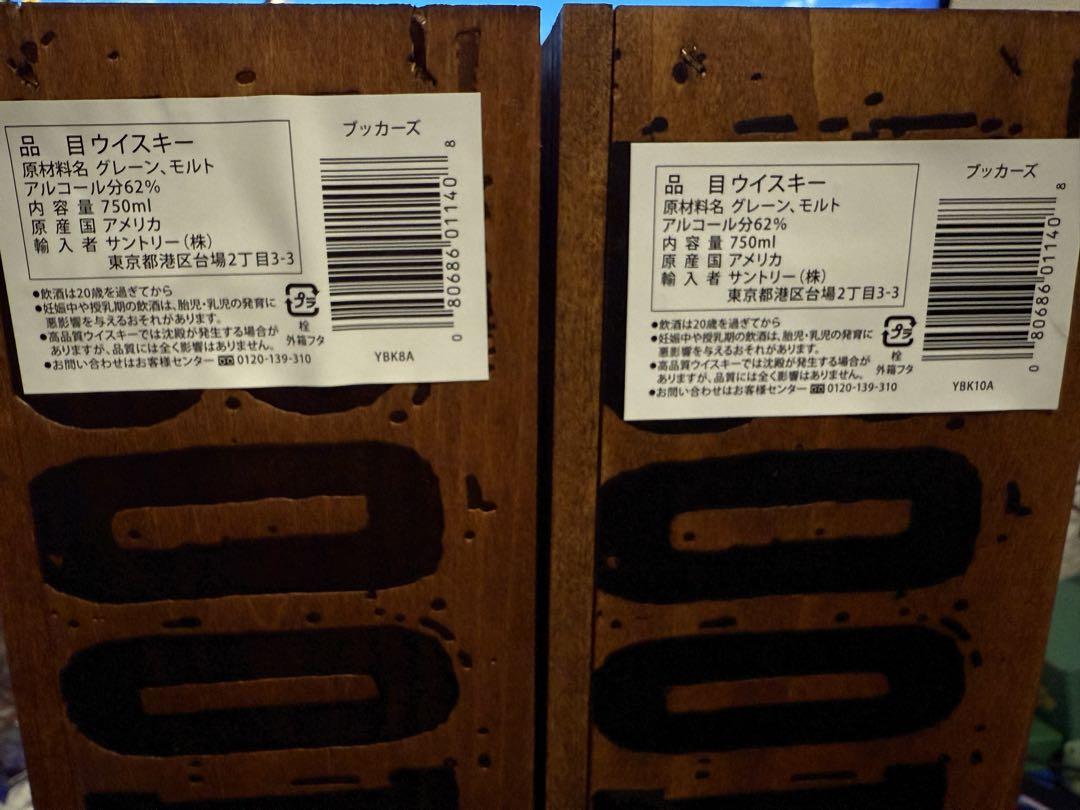 品 目 ウイスキー
原材料名 グレーン、モルト
アルコール分62%
内容量 750ml
原産国 アメリカ
輸入者 サントリー(株)
東京都港区台場2丁目3-3
●飲酒は20歳を過ぎてから
●妊娠中や授乳期の飲酒は、胎児・乳児の発育に
悪影響を与えるおそれがあります。
●高品質ウイスキーでは沈殿が発生する場合が
ありますが、品質には全く影響はありません。
●お問い合わせはお客様センター 0120-139-310
プラ
栓
外箱フタ
ブッカーズ
0 80686 01140 8
YBK8A
品 目 ウイスキー
原材料名 グレーン、モルト
アルコール分62%
内容量 750ml
原産国 アメリカ
輸入者 サントリー(株)
東京都港区台場2丁目3-3
●飲酒は20歳を過ぎてから
●妊娠中や授乳期の飲酒は、胎児・乳児の発育に
悪影響を与えるおそれがあります。
●高品質ウイスキーでは沈殿が発生する場合が
ありますが、品質には全く影響はありません。
●お問い合わせはお客様センター 0120-139-310
プラ
栓
外箱フタ
ブッカーズ
0 80686 01140 8
YBK10A